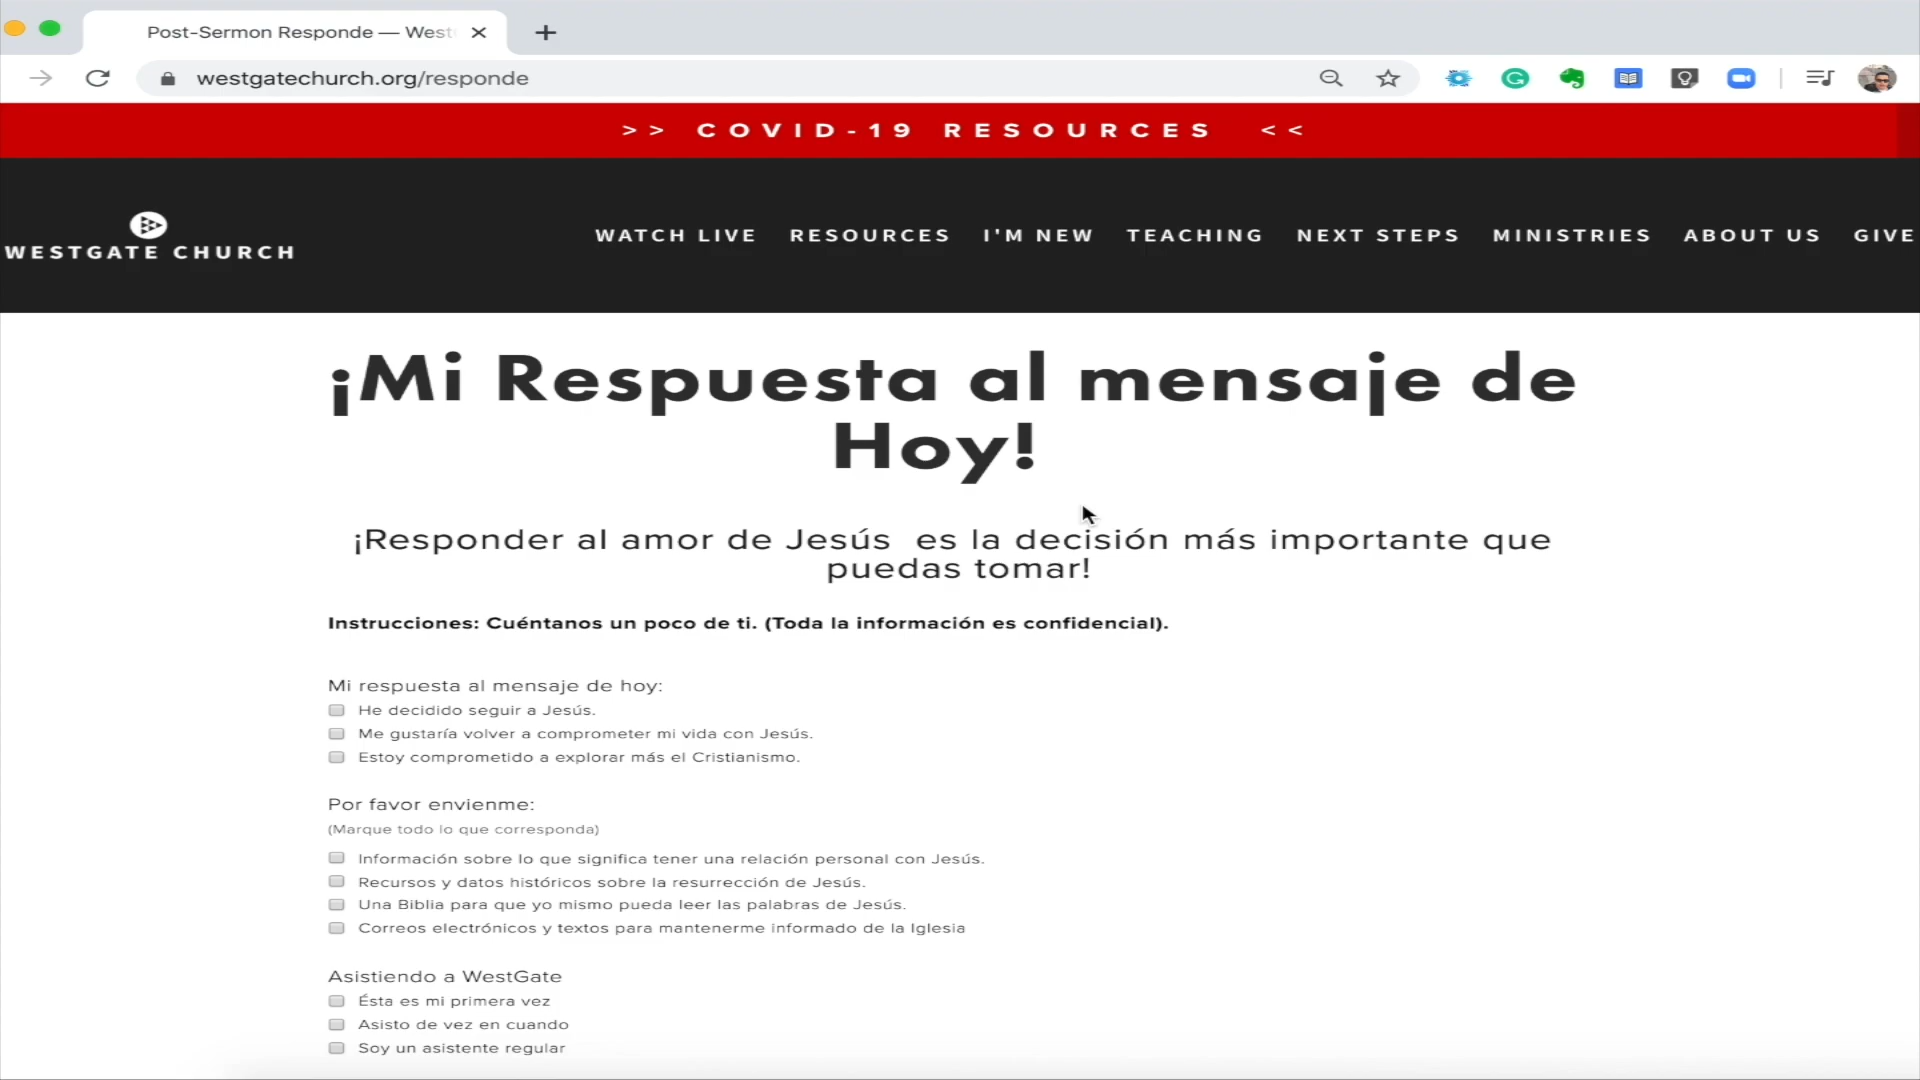 Post-Sermon Responde — West
westgatechurch.org/responde
>> COVID-19 RESOURCES <<
WESTGATE CHURCH
WATCH LIVE RESOURCES I'M NEW TEACHING NEXT STEPS MINISTRIES ABOUT US GIVE
¡Mi Respuesta al mensaje de
Hoy!
¡Responder al amor de Jesús es la decisión más importante que
puedas tomar!
Instrucciones: Cuéntanos un poco de ti. (Toda la información es confidencial).
Mi respuesta al mensaje de hoy:
He decidido seguir a Jesús.
Me gustaría volver a comprometer mi vida con Jesús.
Estoy comprometido a explorar más el Cristianismo.
Por favor envienme:
(Marque todo lo que corresponda)
Información sobre lo que significa tener una relación personal con Jesús.
Recursos y datos históricos sobre la resurrección de Jesús.
Una Biblia para que yo mismo pueda leer las palabras de Jesús.
Correos electrónicos y textos para mantenerme informado de la Iglesia
Asistiendo a WestGate
Ésta es mi primera vez
Asisto de vez en cuando
Soy un asistente regular